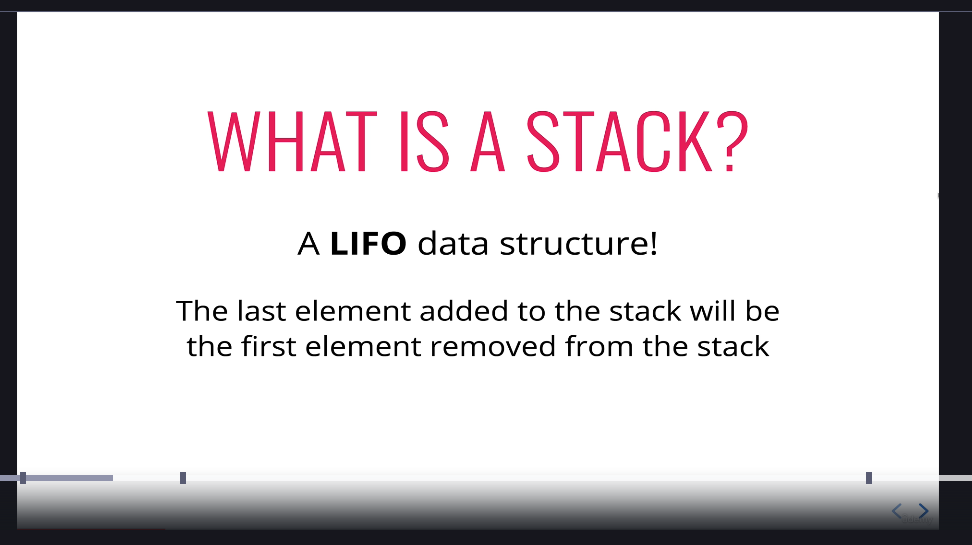 WHAT IS A STACK?
A LIFO data structure!
The last element added to the stack will be
the first element removed from the stack